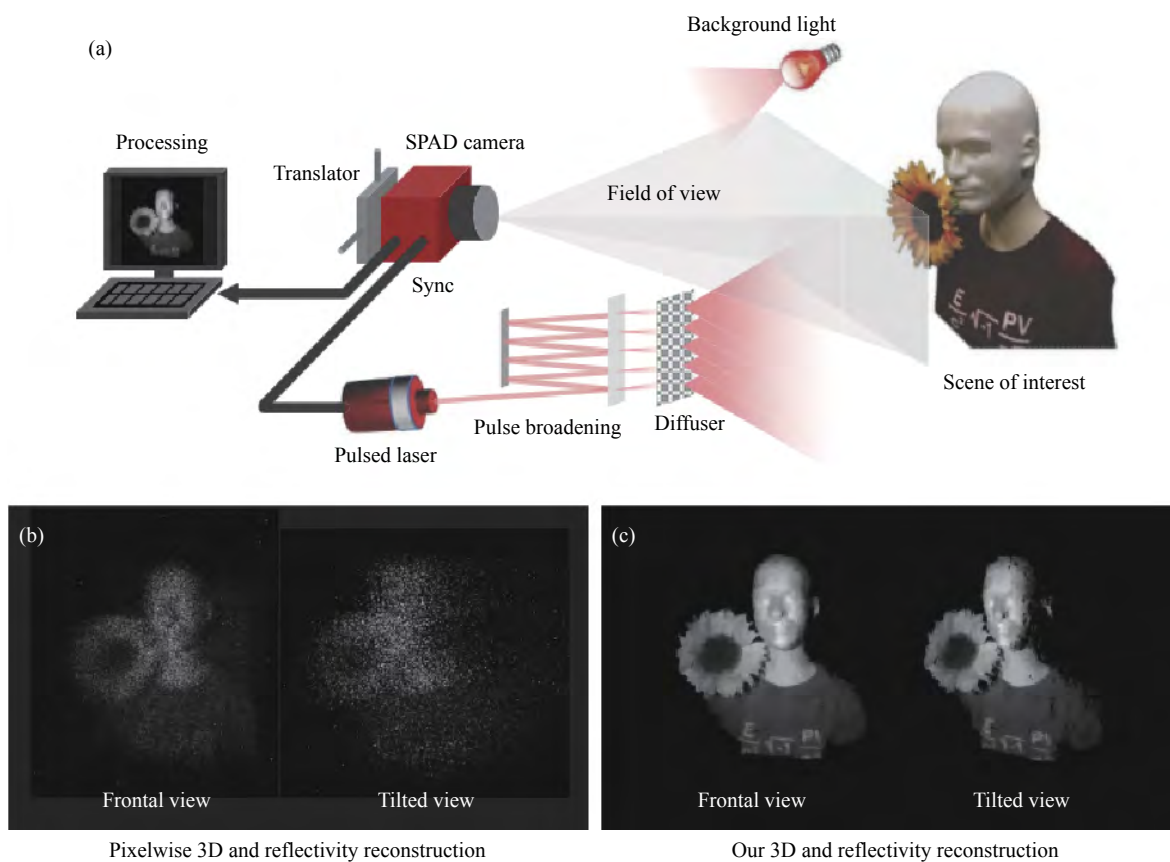 (a)
Background light
Processing
SPAD camera
Translator
Field of view
Sync
Pulse broadening
Diffuser
Pulsed laser
Scene of interest
E
PV
(b)
Frontal view
Tilted view
Pixelwise 3D and reflectivity reconstruction
(c)
E
Frontal view
Tilted view
Our 3D and reflectivity reconstruction